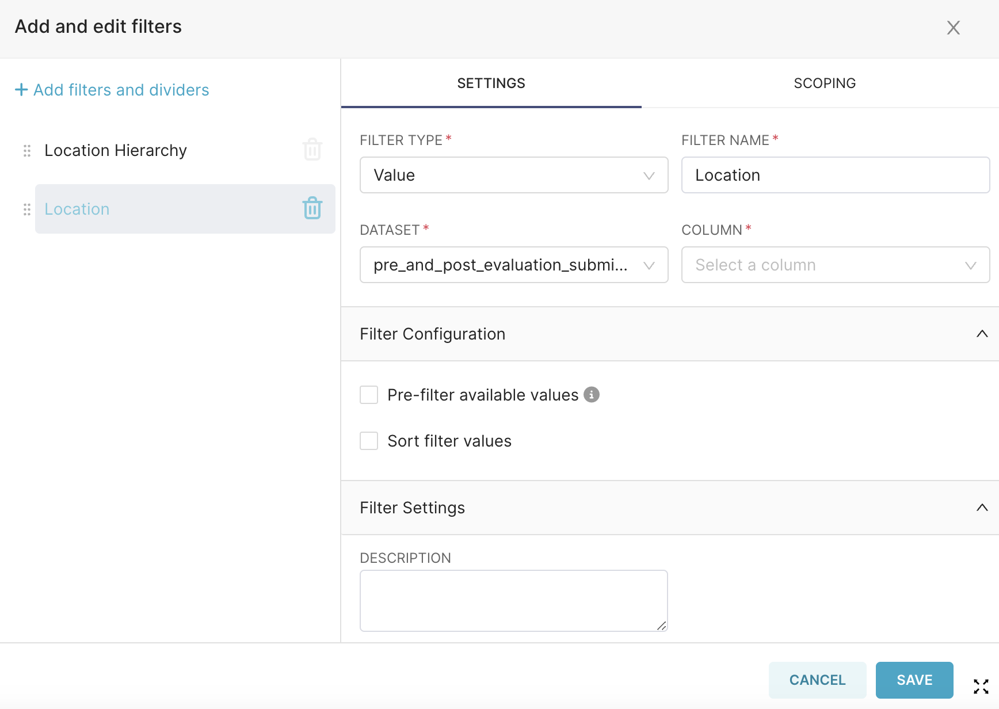 Add and edit filters
+ Add filters and dividers
Location Hierarchy
Location
SETTINGS
SCOPING
FILTER TYPE *
FILTER NAME *
Value
Location
DATASET *
COLUMN *
pre_and_post_evaluation_submi...
Select a column
Filter Configuration
Pre-filter available values
Sort filter values
Filter Settings
DESCRIPTION
CANCEL
SAVE